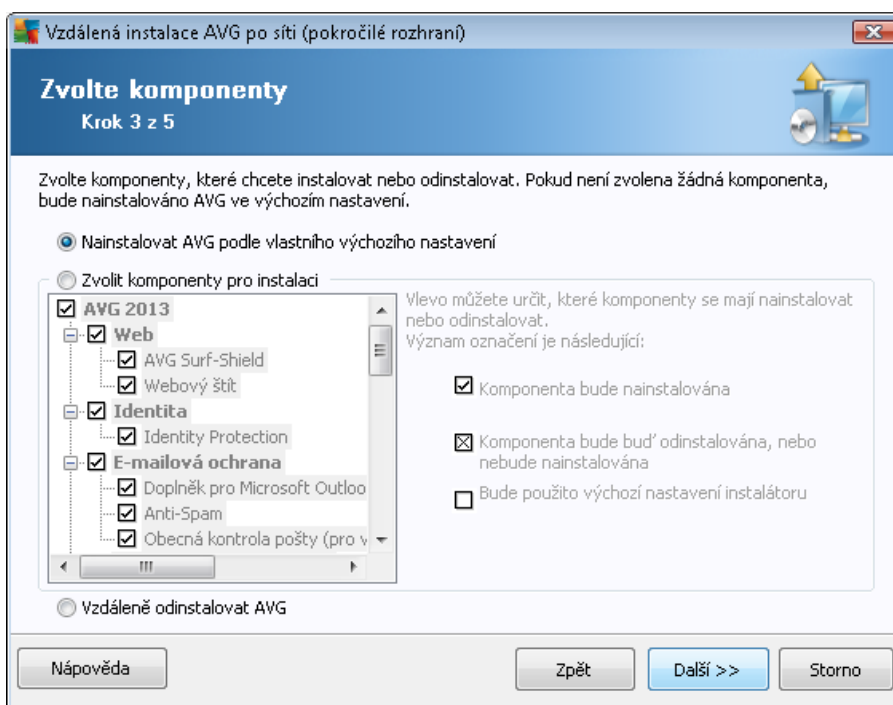 Vzdálená instalace AVG po síti (pokročilé rozhraní)
Zvolte komponenty
Krok 3 z 5
Zvolte komponenty, které chcete instalovat nebo odinstalovat. Pokud není zvolena žádná komponenta,
bude nainstalováno AVG ve výchozím nastavení.
Nainstalovat AVG podle vlastního výchozího nastavení
Zvolit komponenty pro instalaci
AVG 2013
Web
AVG Surf-Shield
Webový štít
Identita
Identity Protection
E-mailová ochrana
Doplněk pro Microsoft Outloo
Anti-Spam
Obecná kontrola pošty (pro v
Vlevo můžete určit, které komponenty se mají nainstalovat
nebo odinstalovat.
Význam označení je následující:
Komponenta bude nainstalována
Komponenta bude buď odinstalována, nebo
nebude nainstalována
Bude použito výchozí nastavení instalátoru
Vzdáleně odinstalovat AVG
Nápověda
Zpět
Další >>
Storno